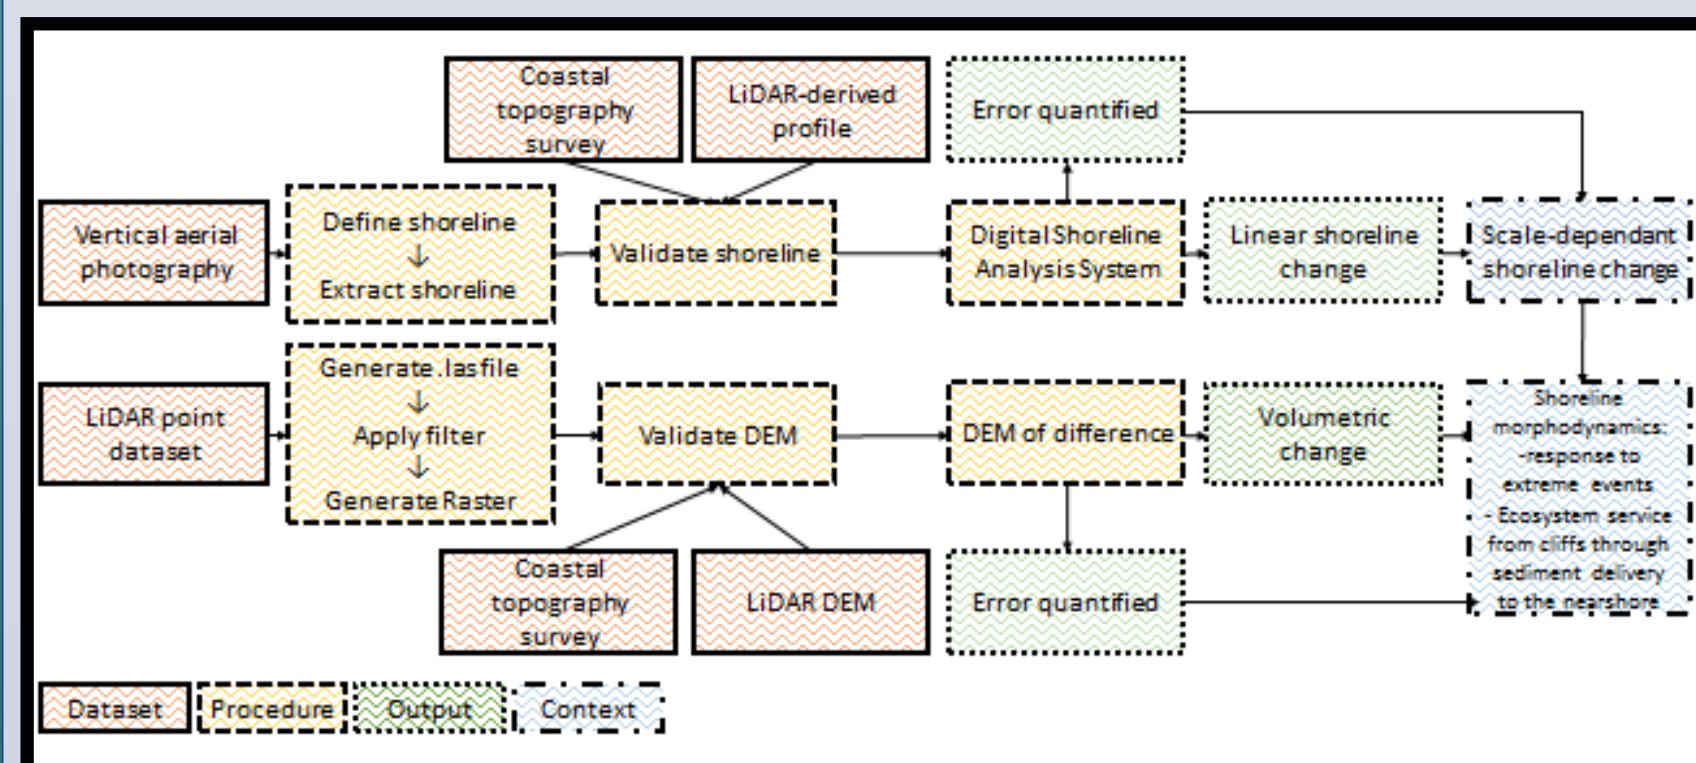 Coastal
topography
survey
LiDAR-derived
profile
Error quantified
Vertical aerial
photography
Define shoreline
↓
Extract shoreline
Validate shoreline
Digital Shoreline
Analysis System
Linear shoreline
change
Scale-dependant
shoreline change
LiDAR point
dataset
Generate .las file
↓
Apply filter
↓
Generate Raster
Validate DEM
DEM of difference
Volumetric
change
Shoreline
morphodynamics:
-response to
extreme events
- Ecosystem service
from cliffs through
sediment delivery
to the nearshore
Coastal
topography
survey
LiDAR DEM
Error quantified
Dataset
Procedure
Output
Context